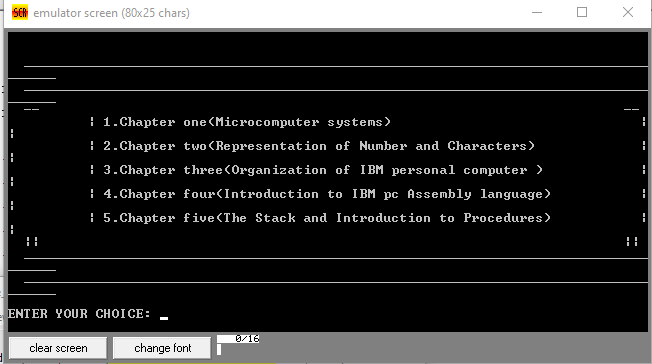 SCR emulator screen (80x25 chars)
| 1.Chapter one(Microcomputer systems) |
| 2.Chapter two(Representation of Number and Characters) |
| 3.Chapter three(Organization of IBM personal computer ) |
| 4.Chapter four(Introduction to IBM pc Assembly language) |
| 5.Chapter five(The Stack and Introduction to Procedures) |
ENTER YOUR CHOICE: _
clear screen change font 0/16